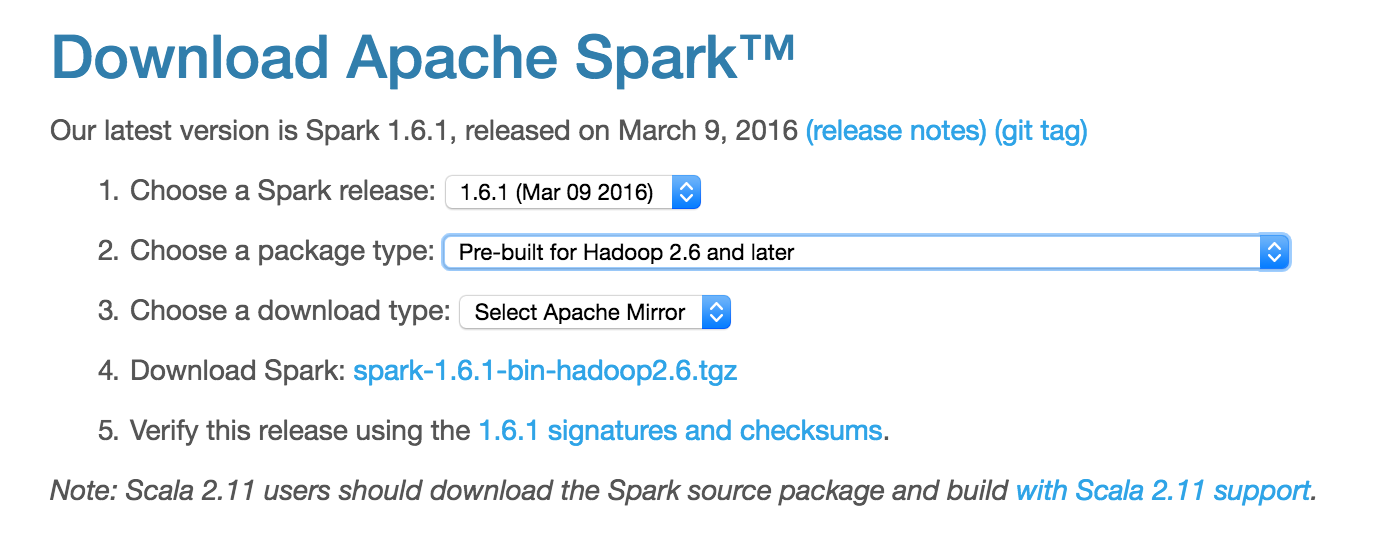 Download Apache Spark™
Our latest version is Spark 1.6.1, released on March 9, 2016 (release notes) (git tag)
1. Choose a Spark release: 1.6.1 (Mar 09 2016)
2. Choose a package type: Pre-built for Hadoop 2.6 and later
3. Choose a download type: Select Apache Mirror
4. Download Spark: spark-1.6.1-bin-hadoop2.6.tgz
5. Verify this release using the 1.6.1 signatures and checksums.
Note: Scala 2.11 users should download the Spark source package and build with Scala 2.11 support.